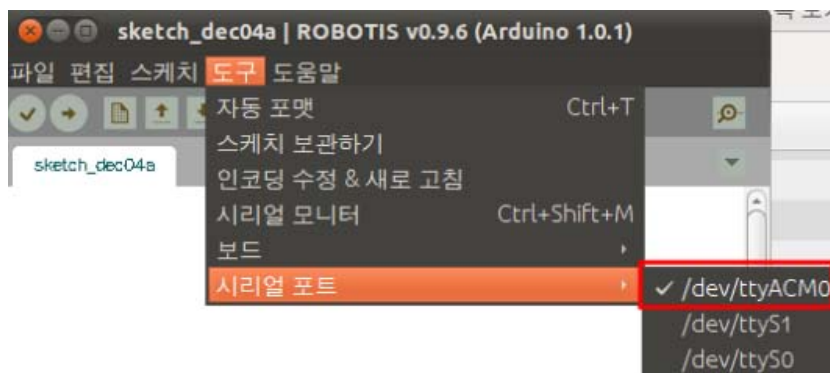 sketch_dec04a | ROBOTIS v0.9.6 (Arduino 1.0.1)
파일 편집 스케치 도구 도움말
자동 포맷 Ctrl+T
sketch_dec04a
스케치 보관하기
인코딩 수정 & 새로 고침
시리얼 모니터 Ctrl+Shift+M
보드
시리얼 포트
/dev/ttyACM0
/dev/ttyS1
/dev/ttyS0